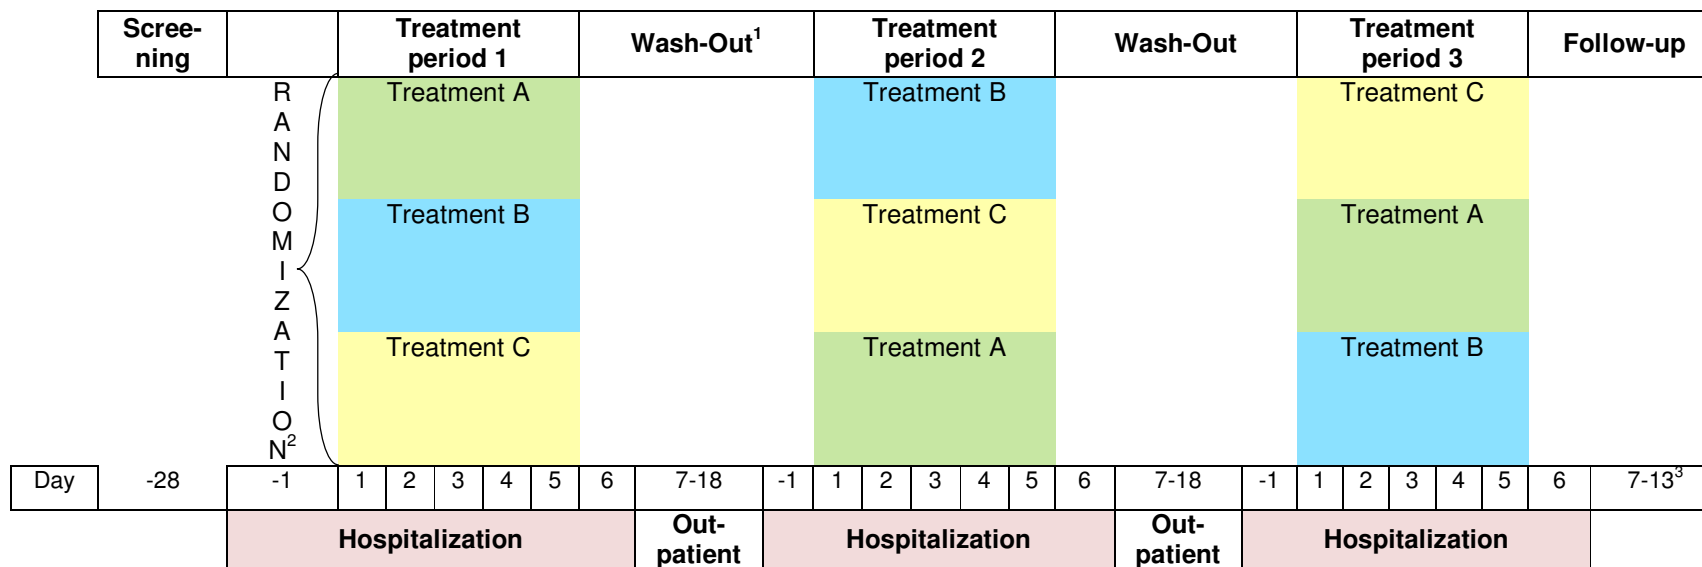 Scree-
ning
Treatment
period 1
Wash-Out1
Treatment
period 2
Wash-Out
Treatment
period 3
Follow-up
R
A
N
D
O
M
I
Z
A
T
I
O
N2
Treatment A
Treatment B
Treatment C
Treatment B
Treatment C
Treatment A
Treatment C
Treatment A
Treatment B
Day -28 -1 1 2 3 4 5 6 7-18 -1 1 2 3 4 5 6 7-18 -1 1 2 3 4 5 6 7-133
Hospitalization
Out-
patient
Hospitalization
Out-
patient
Hospitalization